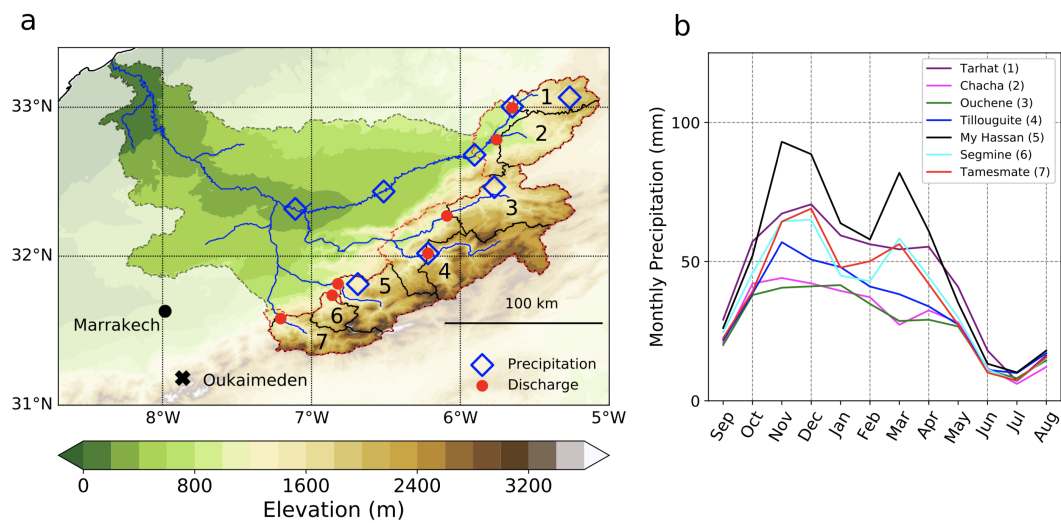 a
33°N
32°N
31°N
8°W
7°W
6°W
5°W
1
2
3
4
5
6
7
Marrakech
Oukaimeden
100 km
Precipitation
Discharge
0
800
1600
2400
3200
Elevation (m)
b
Monthly Precipitation (mm)
100
50
0
Tarhat (1)
Chacha (2)
Ouchene (3)
Tillouguite (4)
My Hassan (5)
Segmine (6)
Tamesmate (7)
Sep
Oct
Nov
Dec
Jan
Feb
Mar
Apr
May
Jun
Jul
Aug